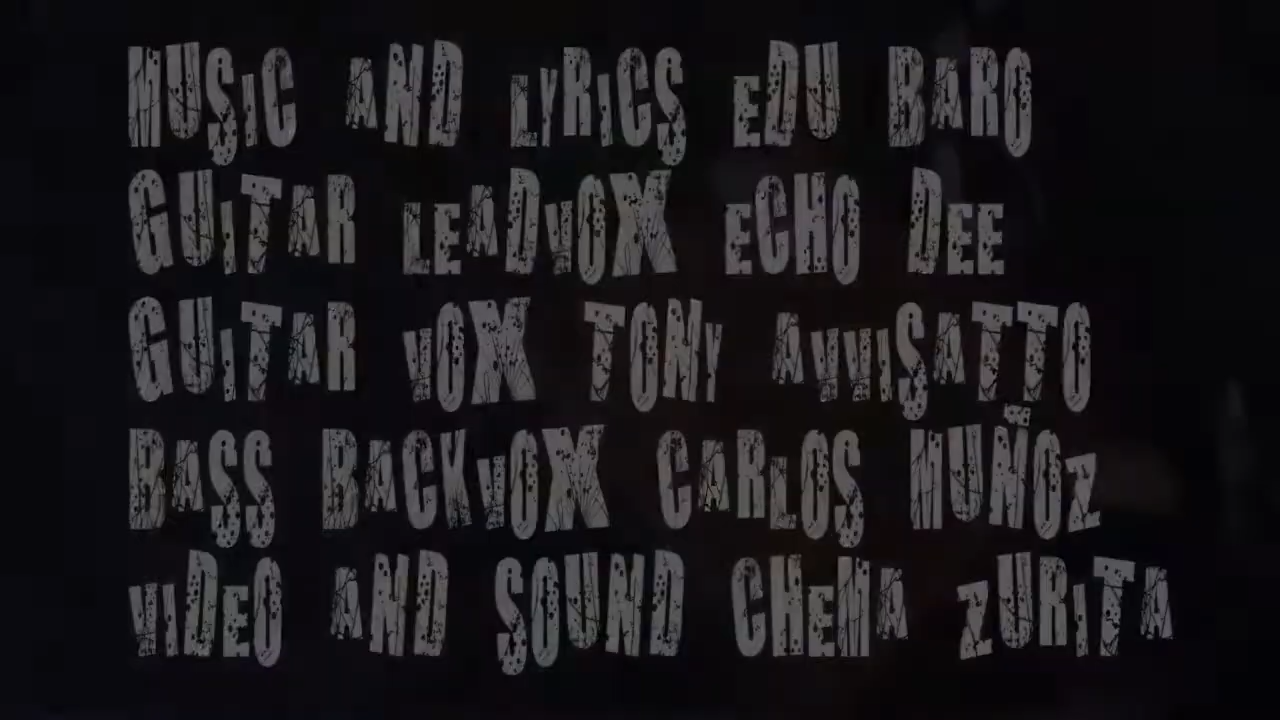 MUSiC AND LYRiCS EDU BARO
GUiTAR LEADVOX ECHO DEE
GUiTAR VOX TONY AVViSATTO
BASS BACKVOX CARLOS MUÑOZ
ViDEO AND SOUND CHEMA ZURiTA